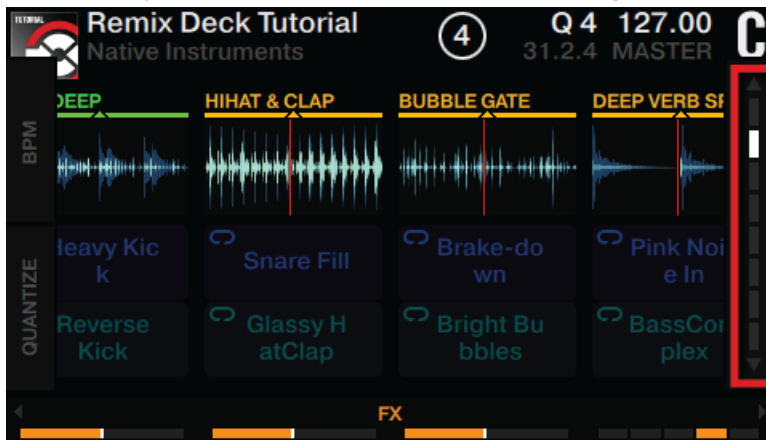 TUTORIAL
Remix Deck Tutorial
Native Instruments
4
Q 4 127.00
31.2.4 MASTER
C
BPM
QUANTIZE
DEEP
HIHAT & CLAP
BUBBLE GATE
DEEP VERB
Heavy Kic
k
Snare Fill
Brake-do
wn
Pink Noi
e In
Reverse
Kick
Glassy H
atClap
Bright Bu
bbles
BassCo
plex
FX